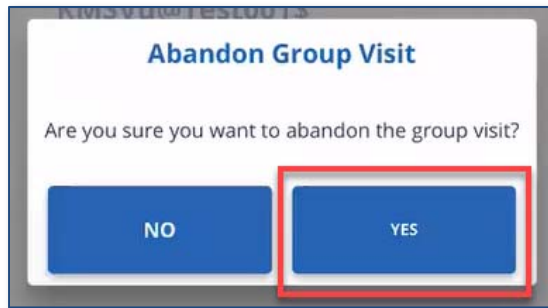 Abandon Group Visit
Are you sure you want to abandon the group visit?
NO
YES